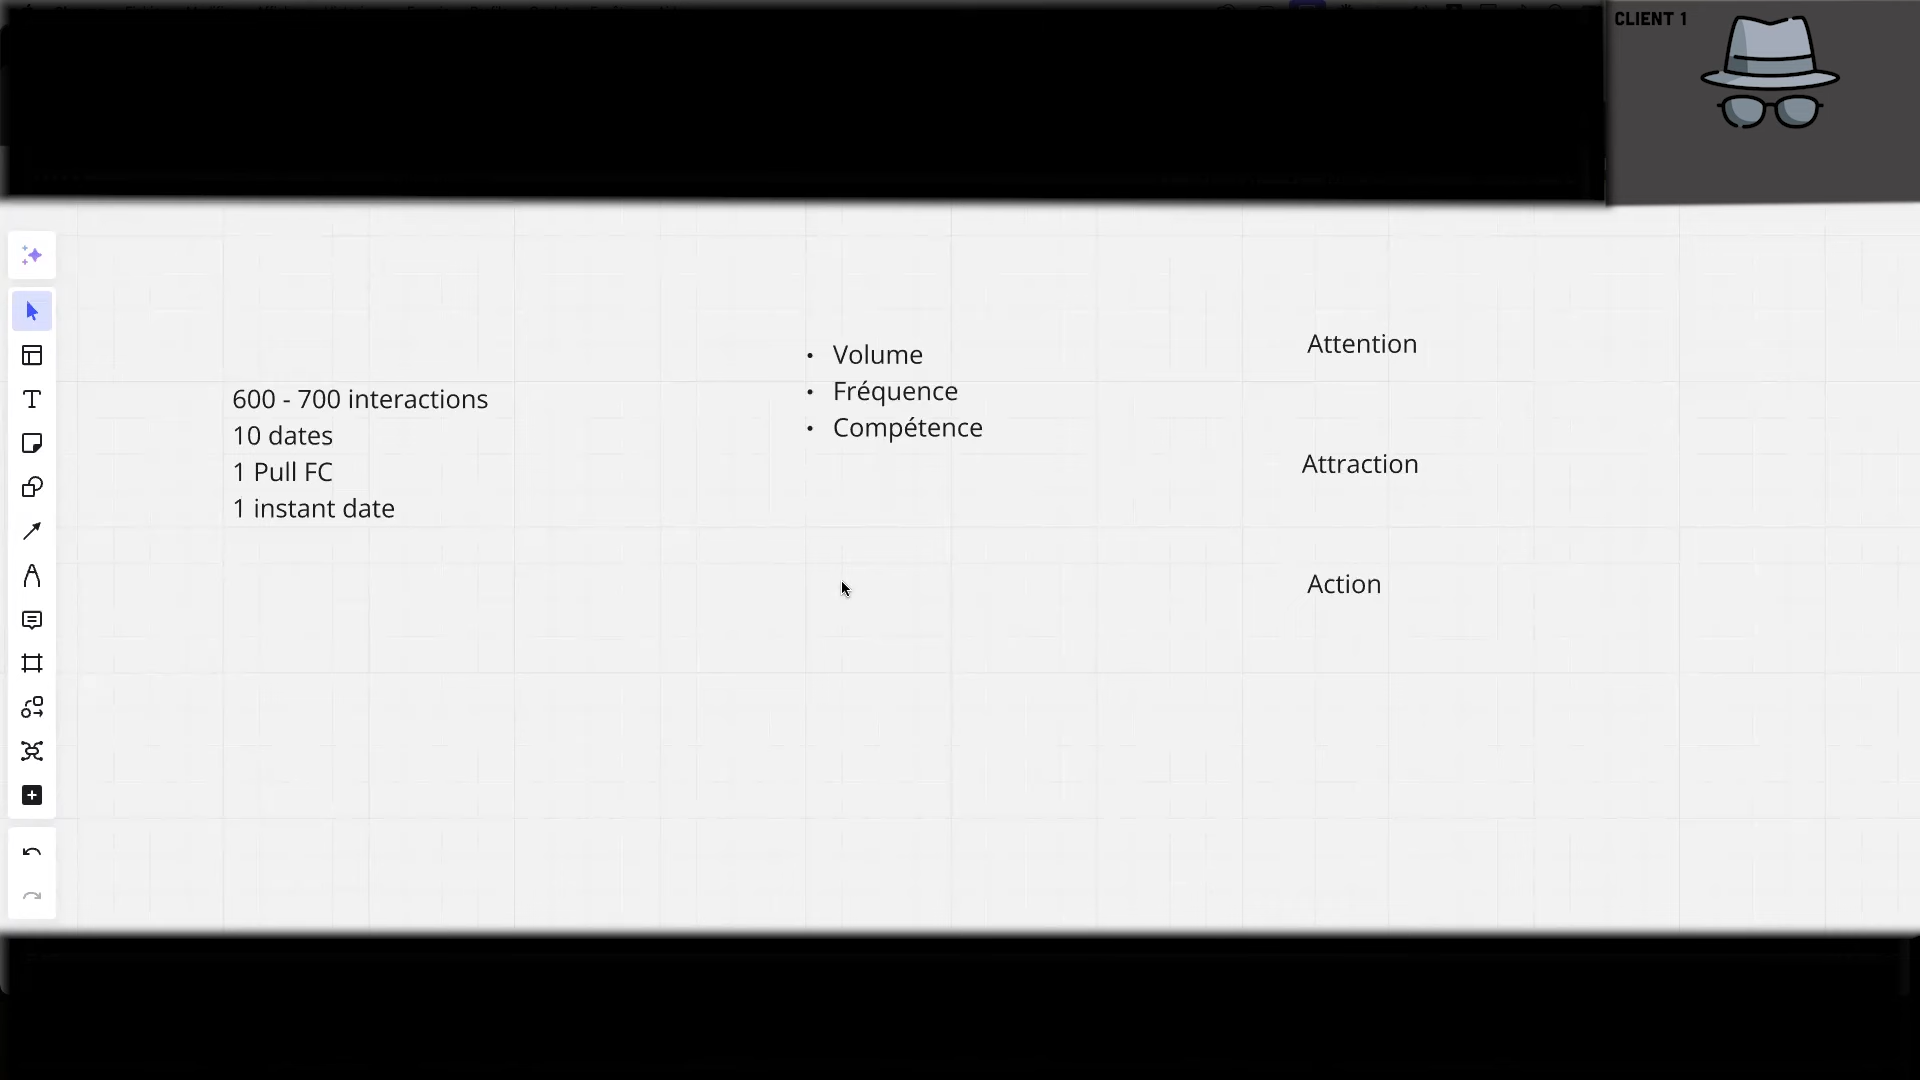 CLIENT 1
600 - 700 interactions
10 dates
1 Pull FC
1 instant date
• Volume
• Fréquence
• Compétence
Attention
Attraction
Action